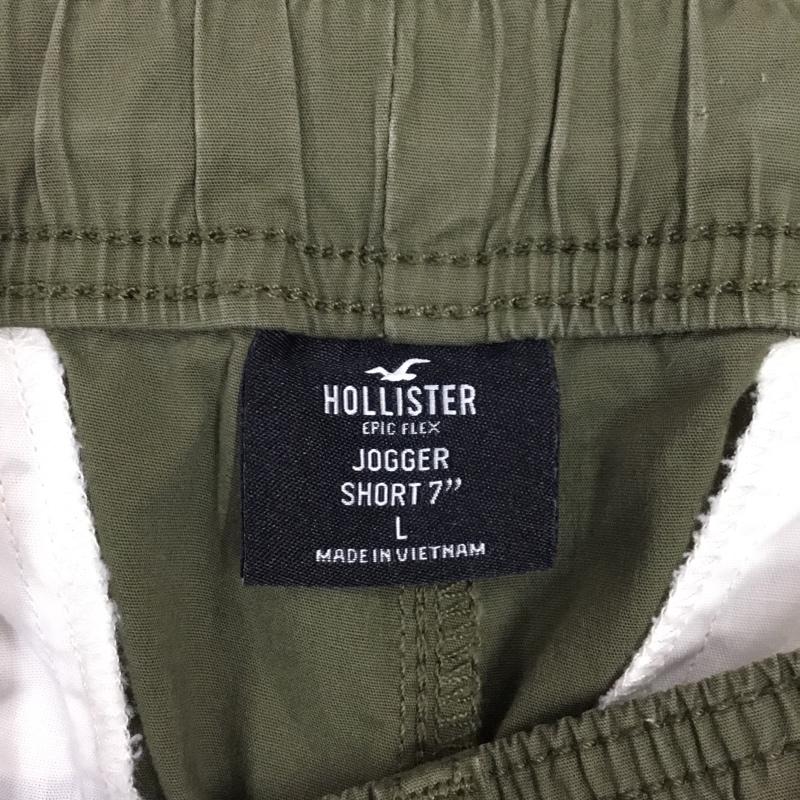 HOLLISTER
EPIC FLEX
JOGGER
SHORT 7”
L
MADE IN VIETNAM